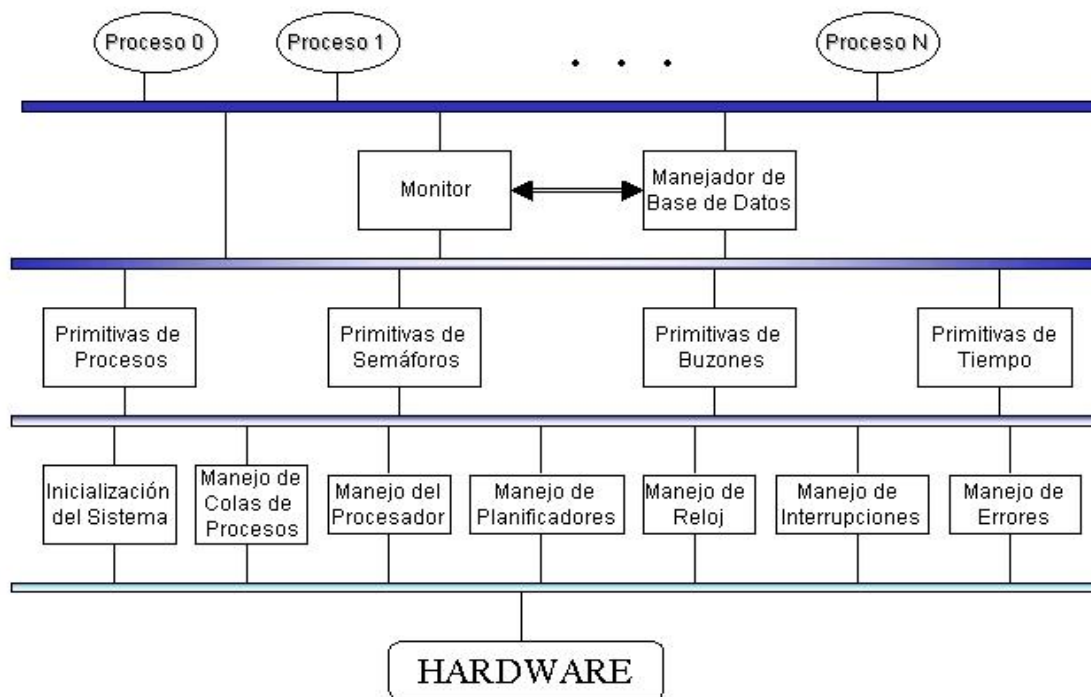 Proceso 0
Proceso 1
. . .
Proceso N
Monitor
Manejador de
Base de Datos
Primitivas de
Procesos
Primitivas de
Semáforos
Primitivas de
Buzones
Primitivas de
Tiempo
Inicialización
del Sistema
Manejo de
Colas de
Procesos
Manejo del
Procesador
Manejo de
Planificadores
Manejo de
Reloj
Manejo de
Interrupciones
Manejo de
Errores
HARDWARE